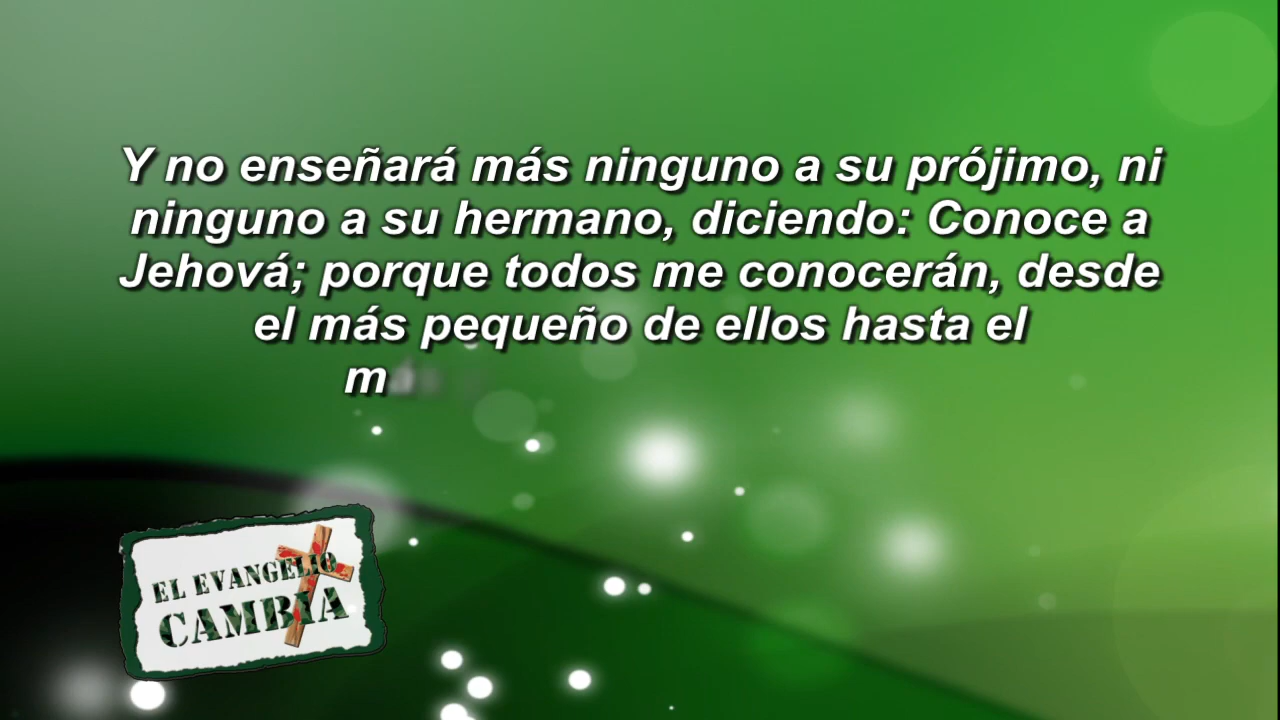 Y no enseñará más ninguno a su prójimo, ni
ninguno a su hermano, diciendo: Conoce a
Jehová; porque todos me conocerán, desde
el más pequeño de ellos hasta el
más
EL EVANGELIO
CAMBIA